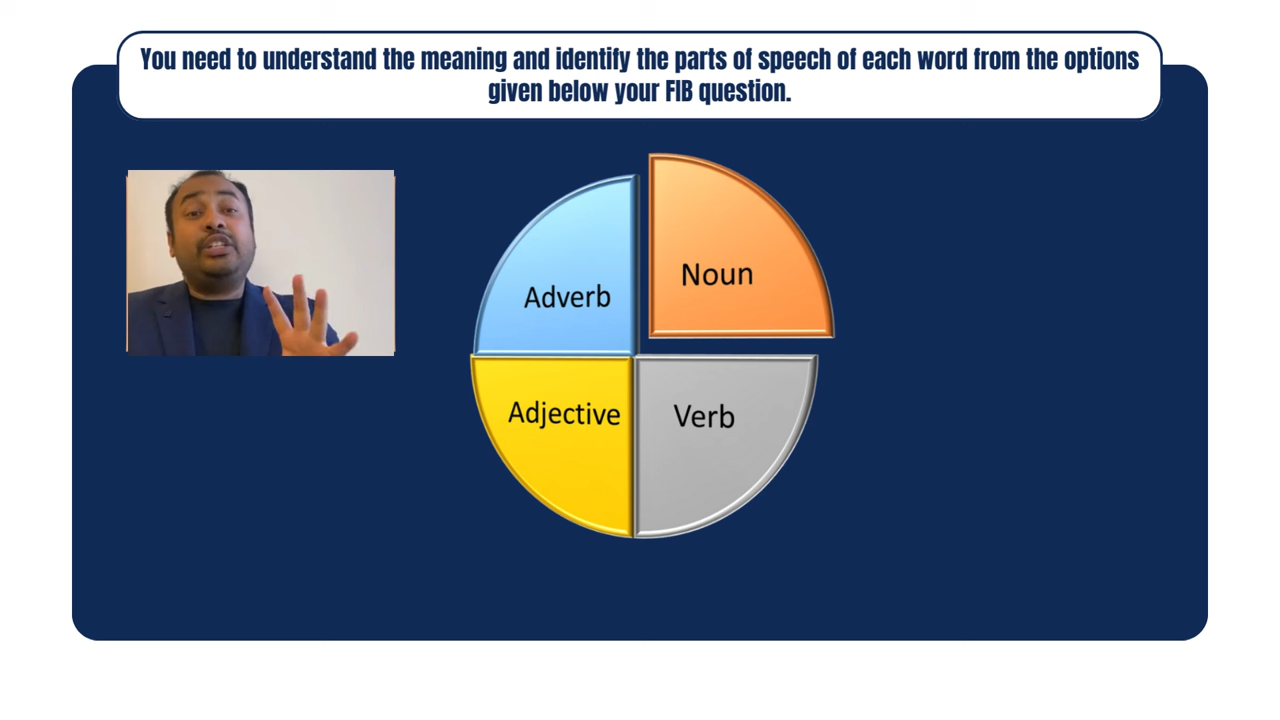 You need to understand the meaning and identify the parts of speech of each word from the options
given below your FIB question.
Adverb
Noun
Adjective
Verb